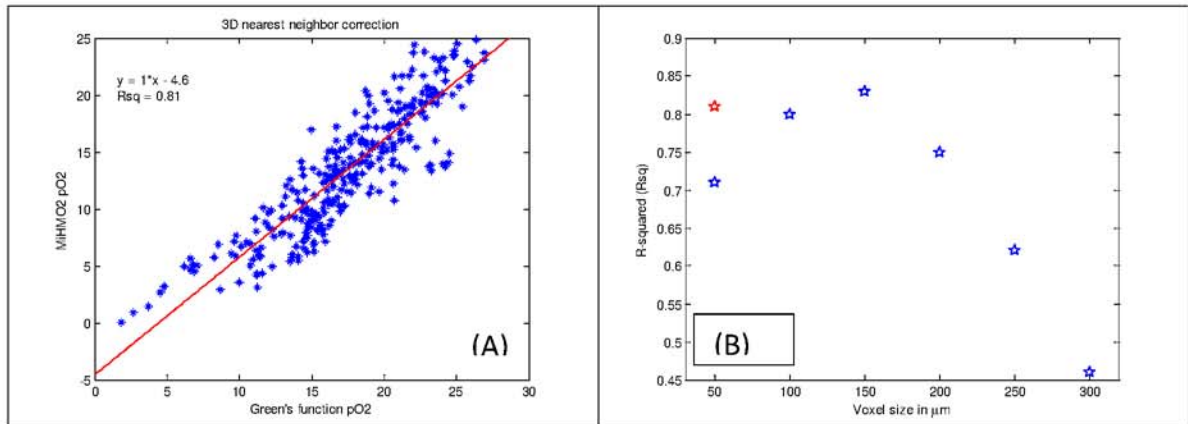 3D nearest neighbor correction
25
20
15
10
5
0
-5
y = 1*x - 4.6
Rsq = 0.81
MiHMO2 pO2
(A)
0 5 10 15 20 25 30
Green's function pO2
0.9
0.85
0.8
0.75
0.7
0.65
0.6
0.55
0.5
0.45
R-squared (Rsq)
(B)
50 100 150 200 250 300
Voxel size in μm